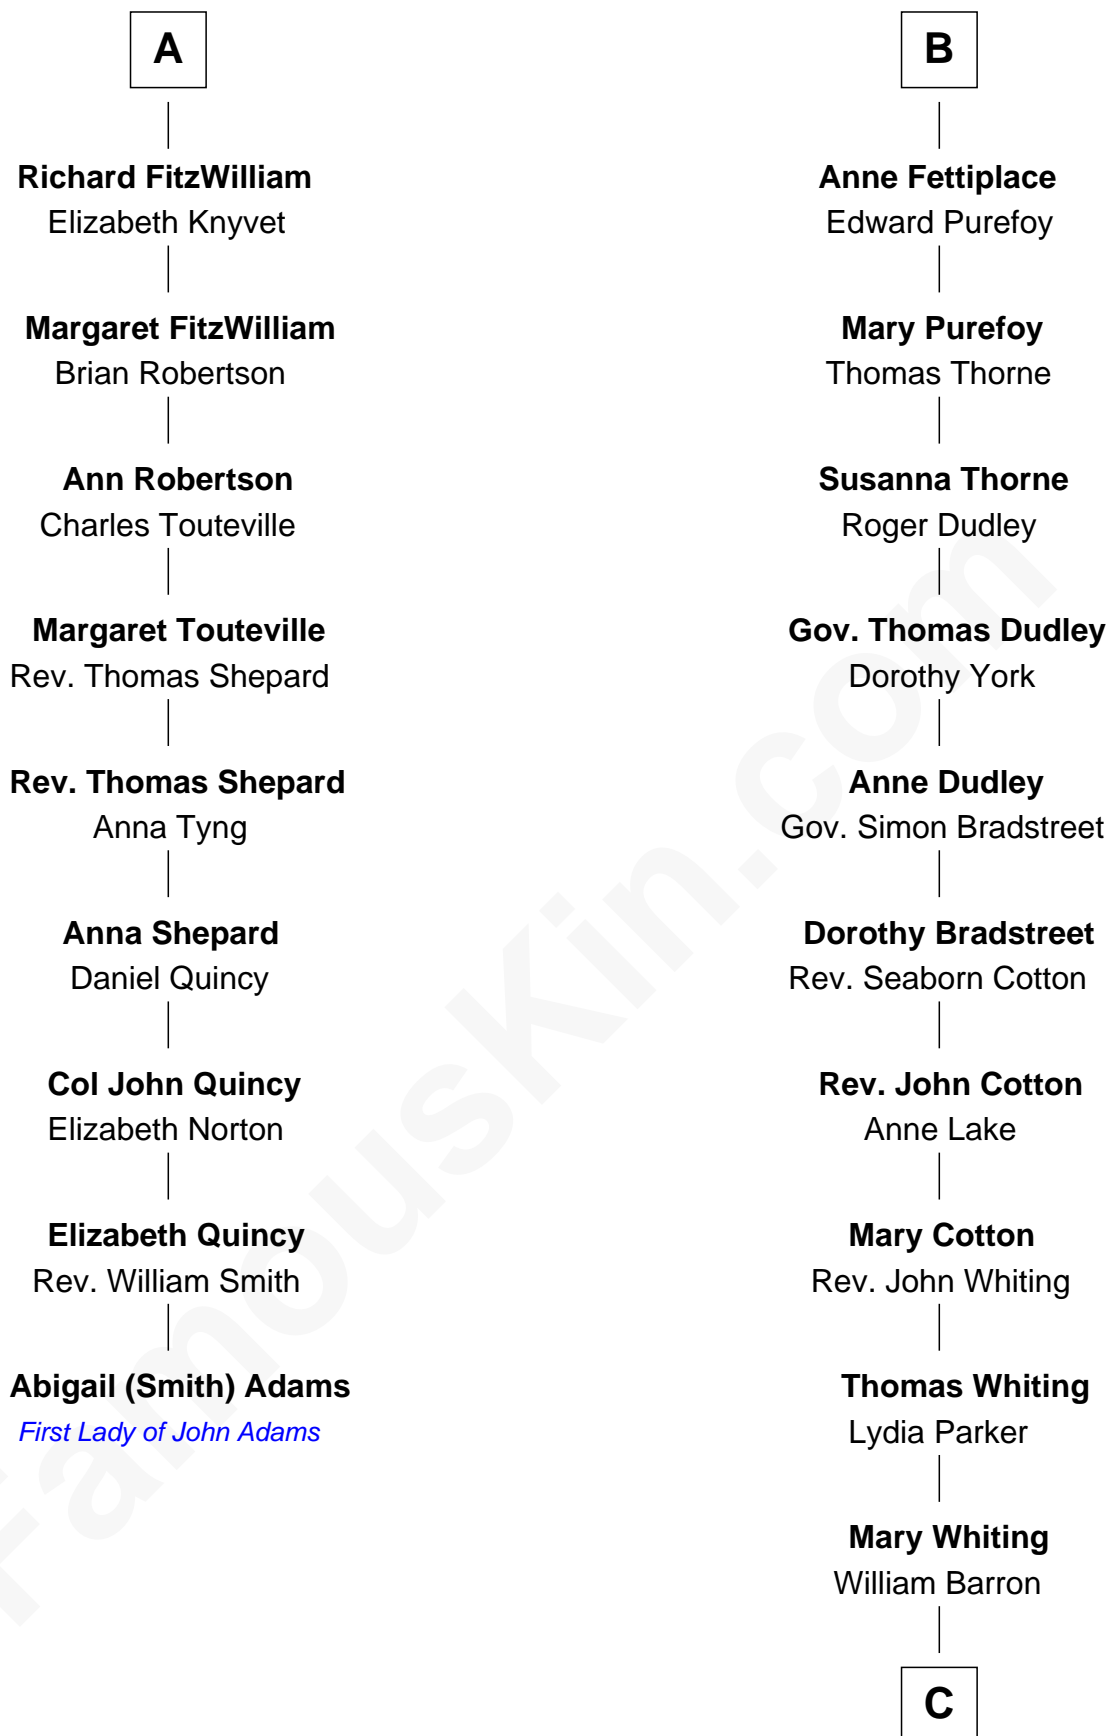 A
Richard FitzWilliam
Elizabeth Knyvet
Margaret FitzWilliam
Brian Robertson
Ann Robertson
Charles Touteville
Margaret Touteville
Rev. Thomas Shepard
Rev. Thomas Shepard
Anna Tyng
Anna Shepard
Daniel Quincy
Col John Quincy
Elizabeth Norton
Elizabeth Quincy
Rev. William Smith
Abigail (Smith) Adams
First Lady of John Adams
B
Anne Fettiplace
Edward Purefoy
Mary Purefoy
Thomas Thorne
Susanna Thorne
Roger Dudley
Gov. Thomas Dudley
Dorothy York
Anne Dudley
Gov. Simon Bradstreet
Dorothy Bradstreet
Rev. Seaborn Cotton
Rev. John Cotton
Anne Lake
Mary Cotton
Rev. John Whiting
Thomas Whiting
Lydia Parker
Mary Whiting
William Barron
C
FamousKin.com